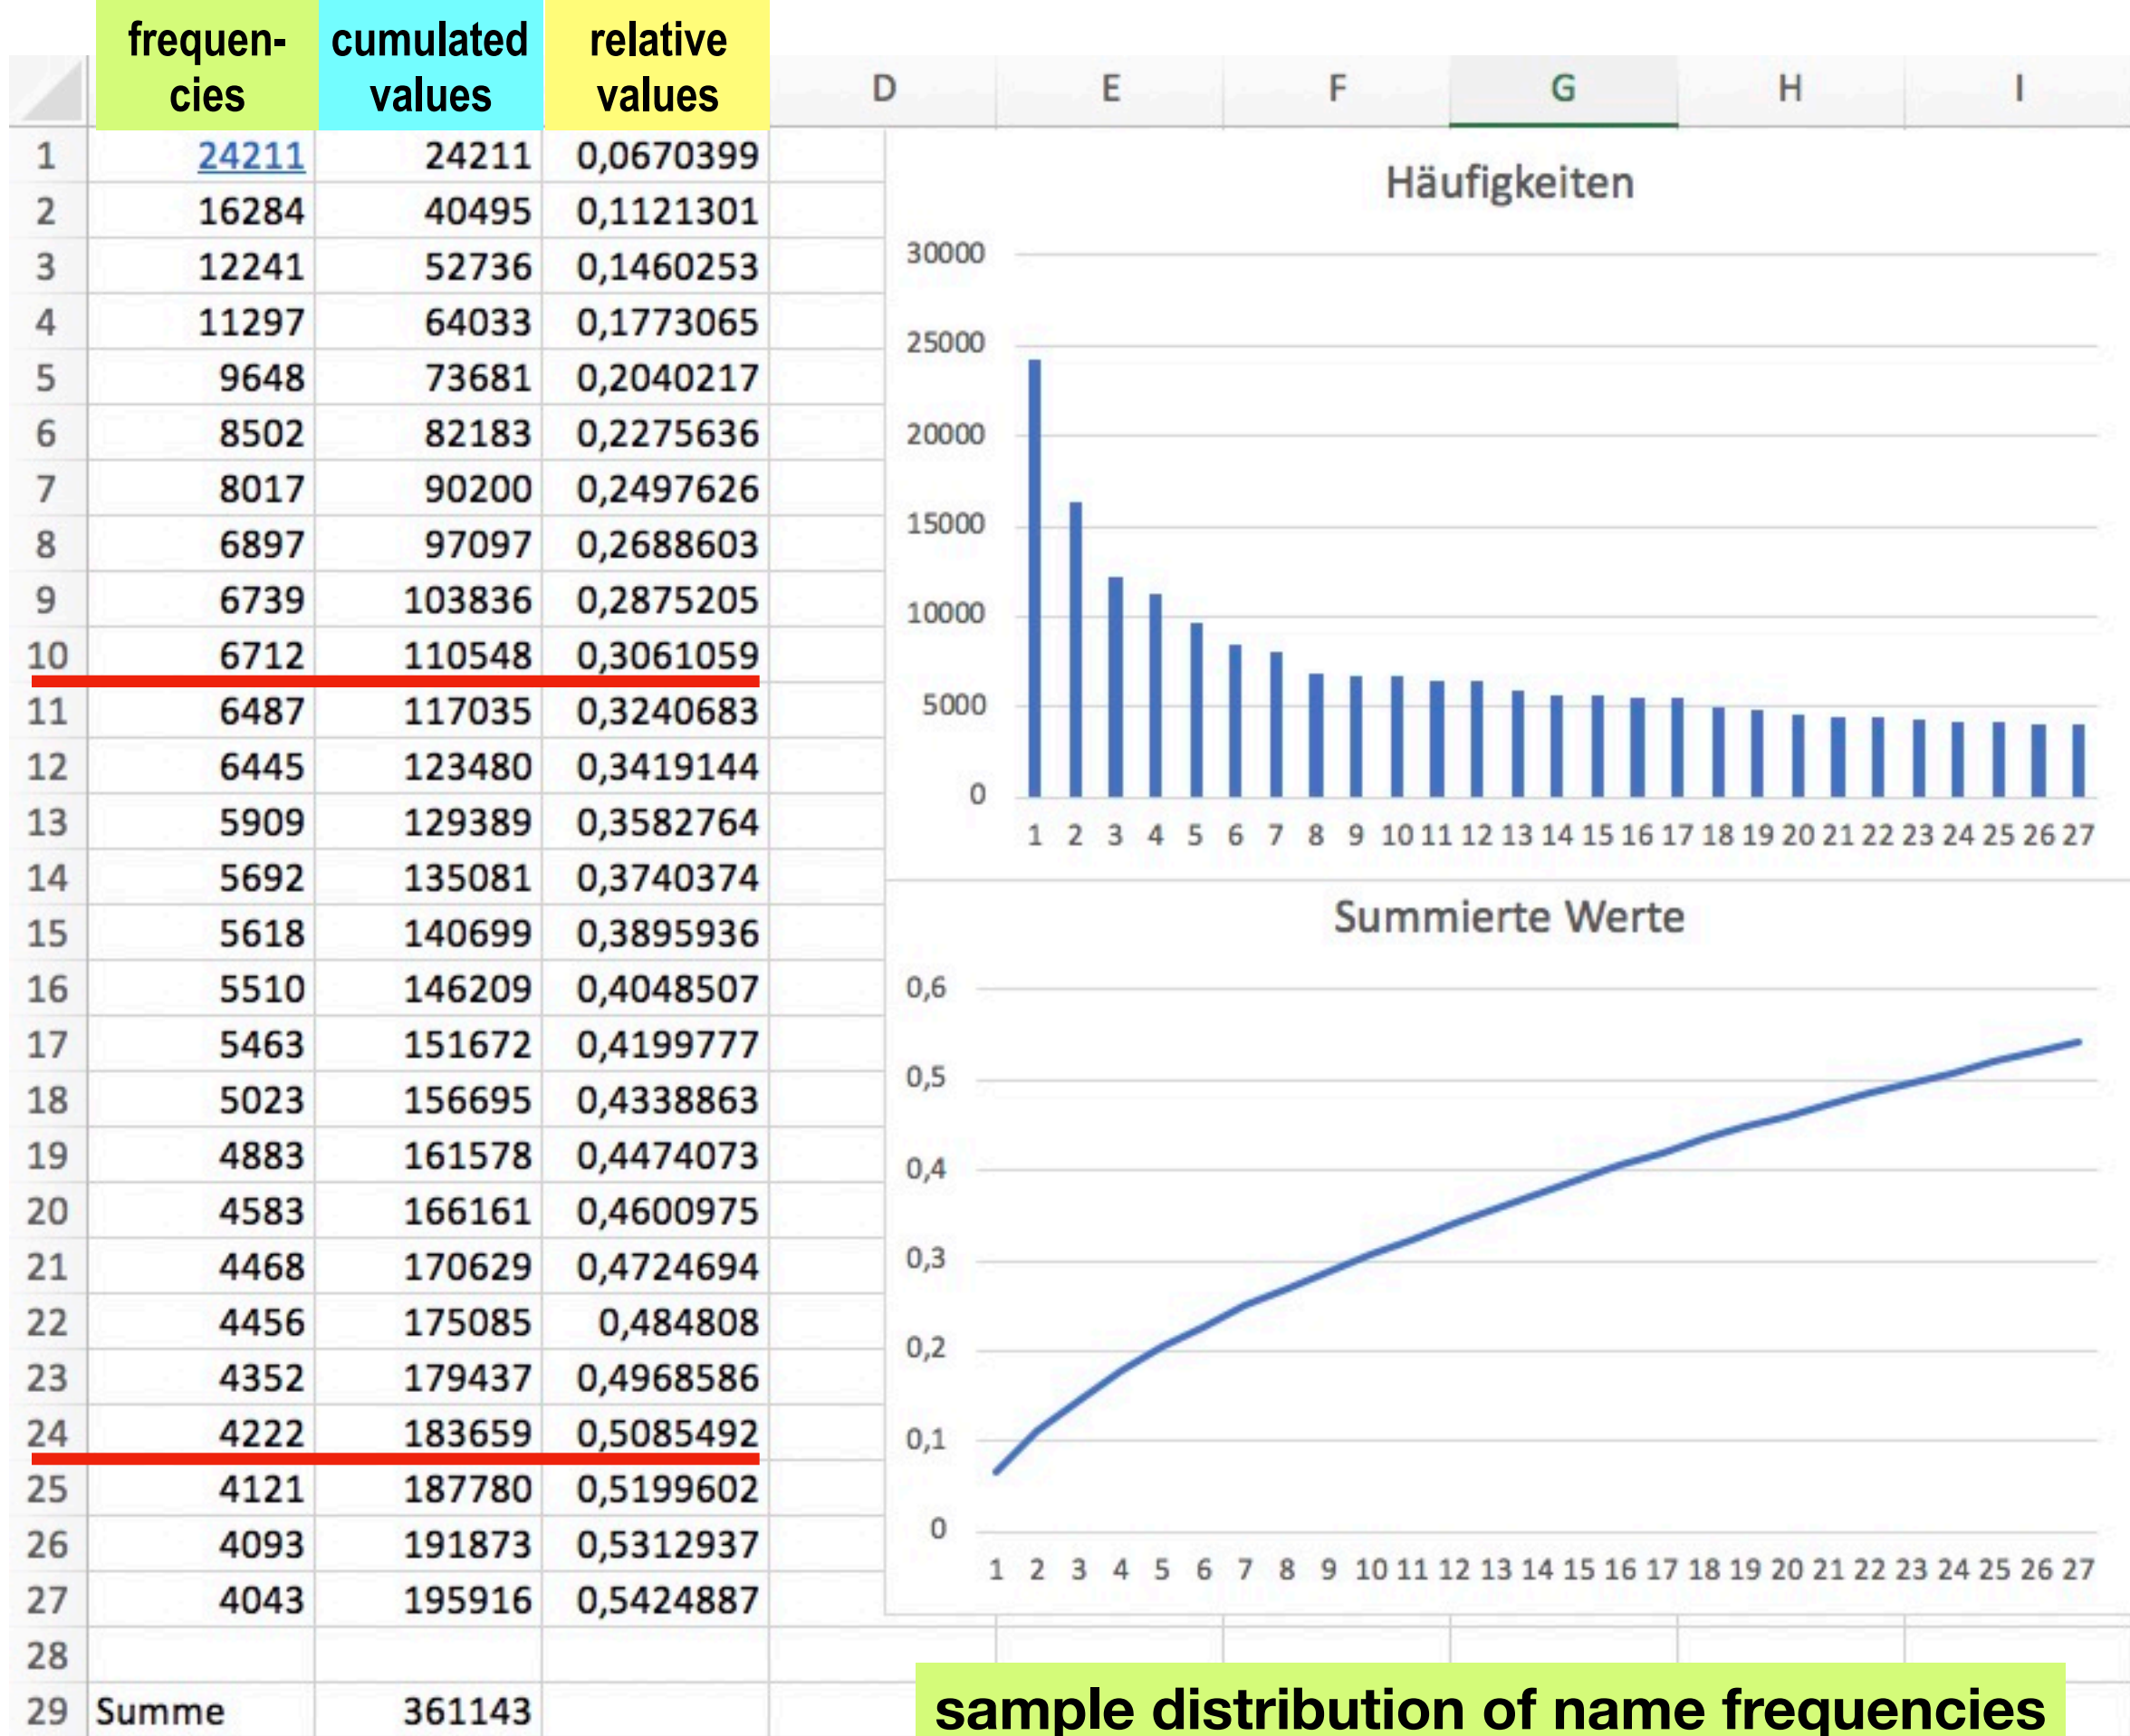 frequen-
cies
cumulated
values
relative
values
D E F G H I
1 24211 24211 0,0670399
2 16284 40495 0,1121301
3 12241 52736 0,1460253
4 11297 64033 0,1773065
5 9648 73681 0,2040217
6 8502 82183 0,2275636
7 8017 90200 0,2497626
8 6897 97097 0,2688603
9 6739 103836 0,2875205
10 6712 110548 0,3061059
11 6487 117035 0,3240683
12 6445 123480 0,3419144
13 5909 129389 0,3582764
14 5692 135081 0,3740374
15 5618 140699 0,3895936
16 5510 146209 0,4048507
17 5463 151672 0,4199777
18 5023 156695 0,4338863
19 4883 161578 0,4474073
20 4583 166161 0,4600975
21 4468 170629 0,4724694
22 4456 175085 0,484808
23 4352 179437 0,4968586
24 4222 183659 0,5085492
25 4121 187780 0,5199602
26 4093 191873 0,5312937
27 4043 195916 0,5424887
28
29 Summe 361143
Häufigkeiten
30000
25000
20000
15000
10000
5000
0
1 2 3 4 5 6 7 8 9 10 11 12 13 14 15 16 17 18 19 20 21 22 23 24 25 26 27
Summierte Werte
0,6
0,5
0,4
0,3
0,2
0,1
0
1 2 3 4 5 6 7 8 9 10 11 12 13 14 15 16 17 18 19 20 21 22 23 24 25 26 27
sample distribution of name frequencies